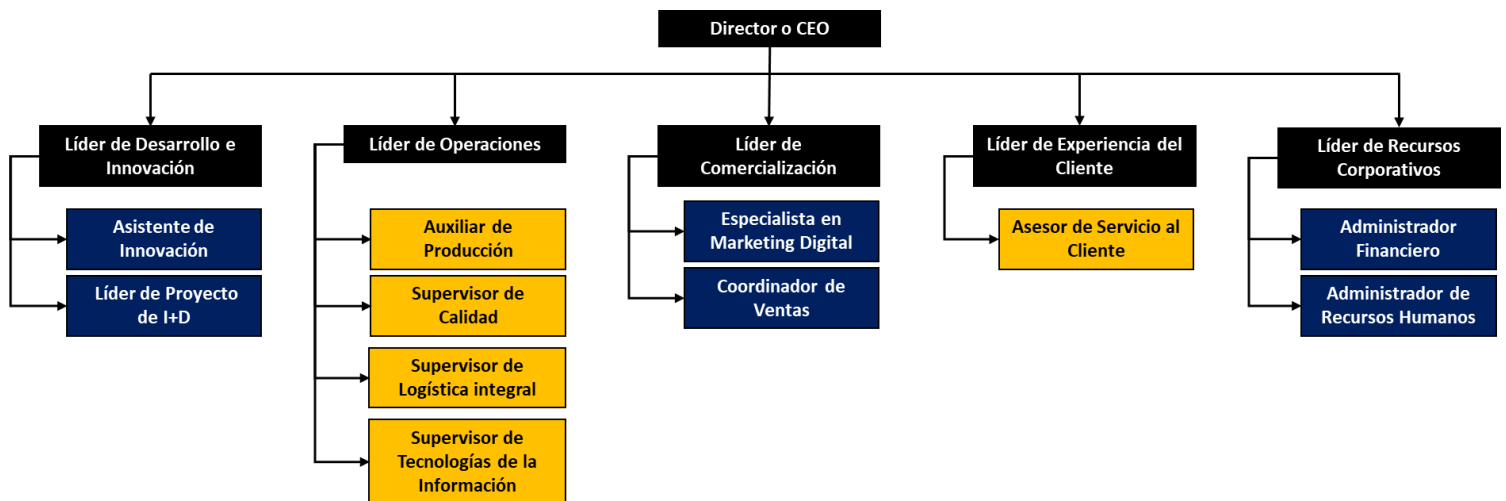 Director o CEO
Líder de Desarrollo e
Innovación
Asistente de
Innovación
Líder de Proyecto
de I+D
Líder de Operaciones
Auxiliar de
Producción
Supervisor de
Calidad
Supervisor de
Logística integral
Supervisor de
Tecnologías de la
Información
Líder de
Comercialización
Especialista en
Marketing Digital
Coordinador de
Ventas
Líder de Experiencia del
Cliente
Asesor de Servicio al
Cliente
Líder de Recursos
Corporativos
Administrador
Financiero
Administrador de
Recursos Humanos